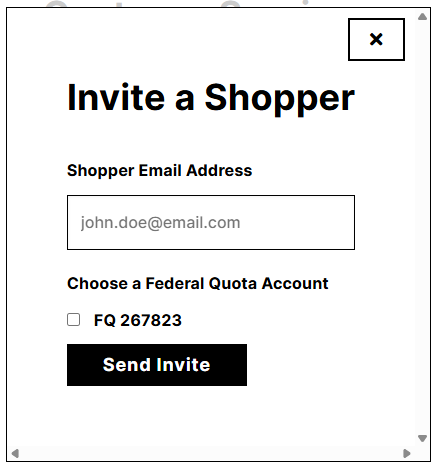 ×
Invite a Shopper
Shopper Email Address
john.doe@email.com
Choose a Federal Quota Account
FQ 267823
Send Invite